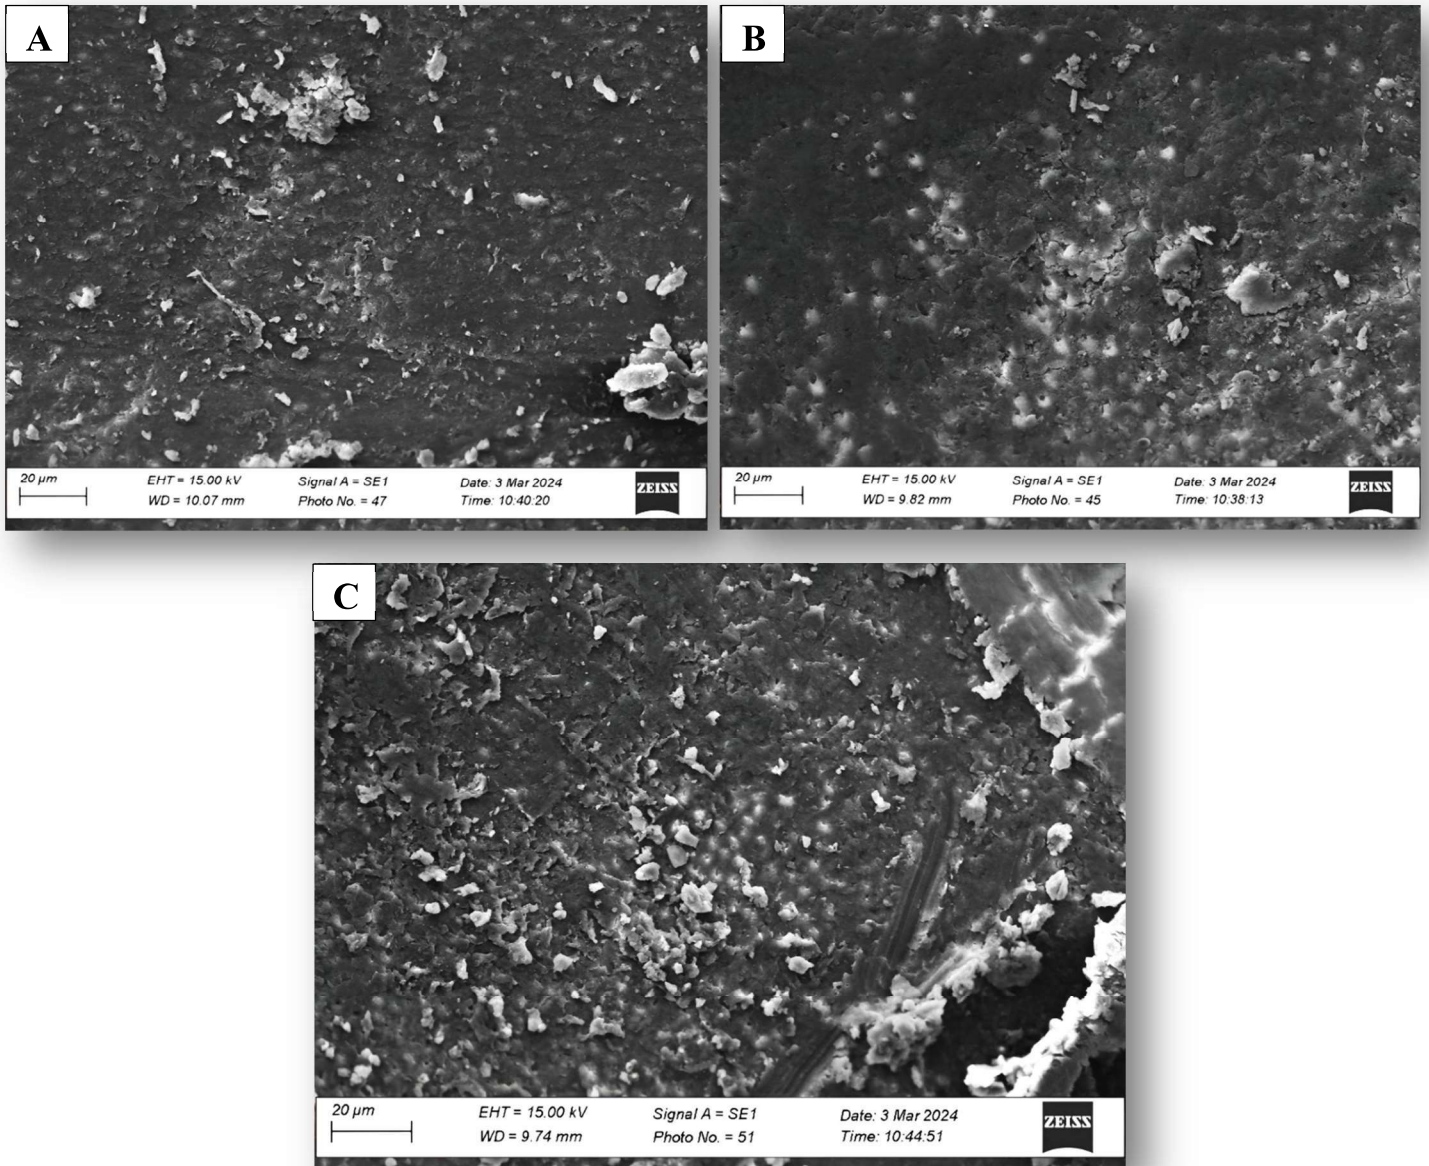 A
B
20 µm
EHT = 15.00 kV
Signal A = SE1
Date: 3 Mar 2024
ZEISS
WD = 10.07 mm
Photo No. = 47
Time: 10:40:20
20 µm
EHT = 15.00 kV
Signal A = SE1
Date: 3 Mar 2024
ZEISS
WD = 9.82 mm
Photo No. = 45
Time: 10:38:13
C
20 µm
EHT = 15.00 kV
Signal A = SE1
Date: 3 Mar 2024
ZEISS
WD = 9.74 mm
Photo No. = 51
Time: 10:44:51